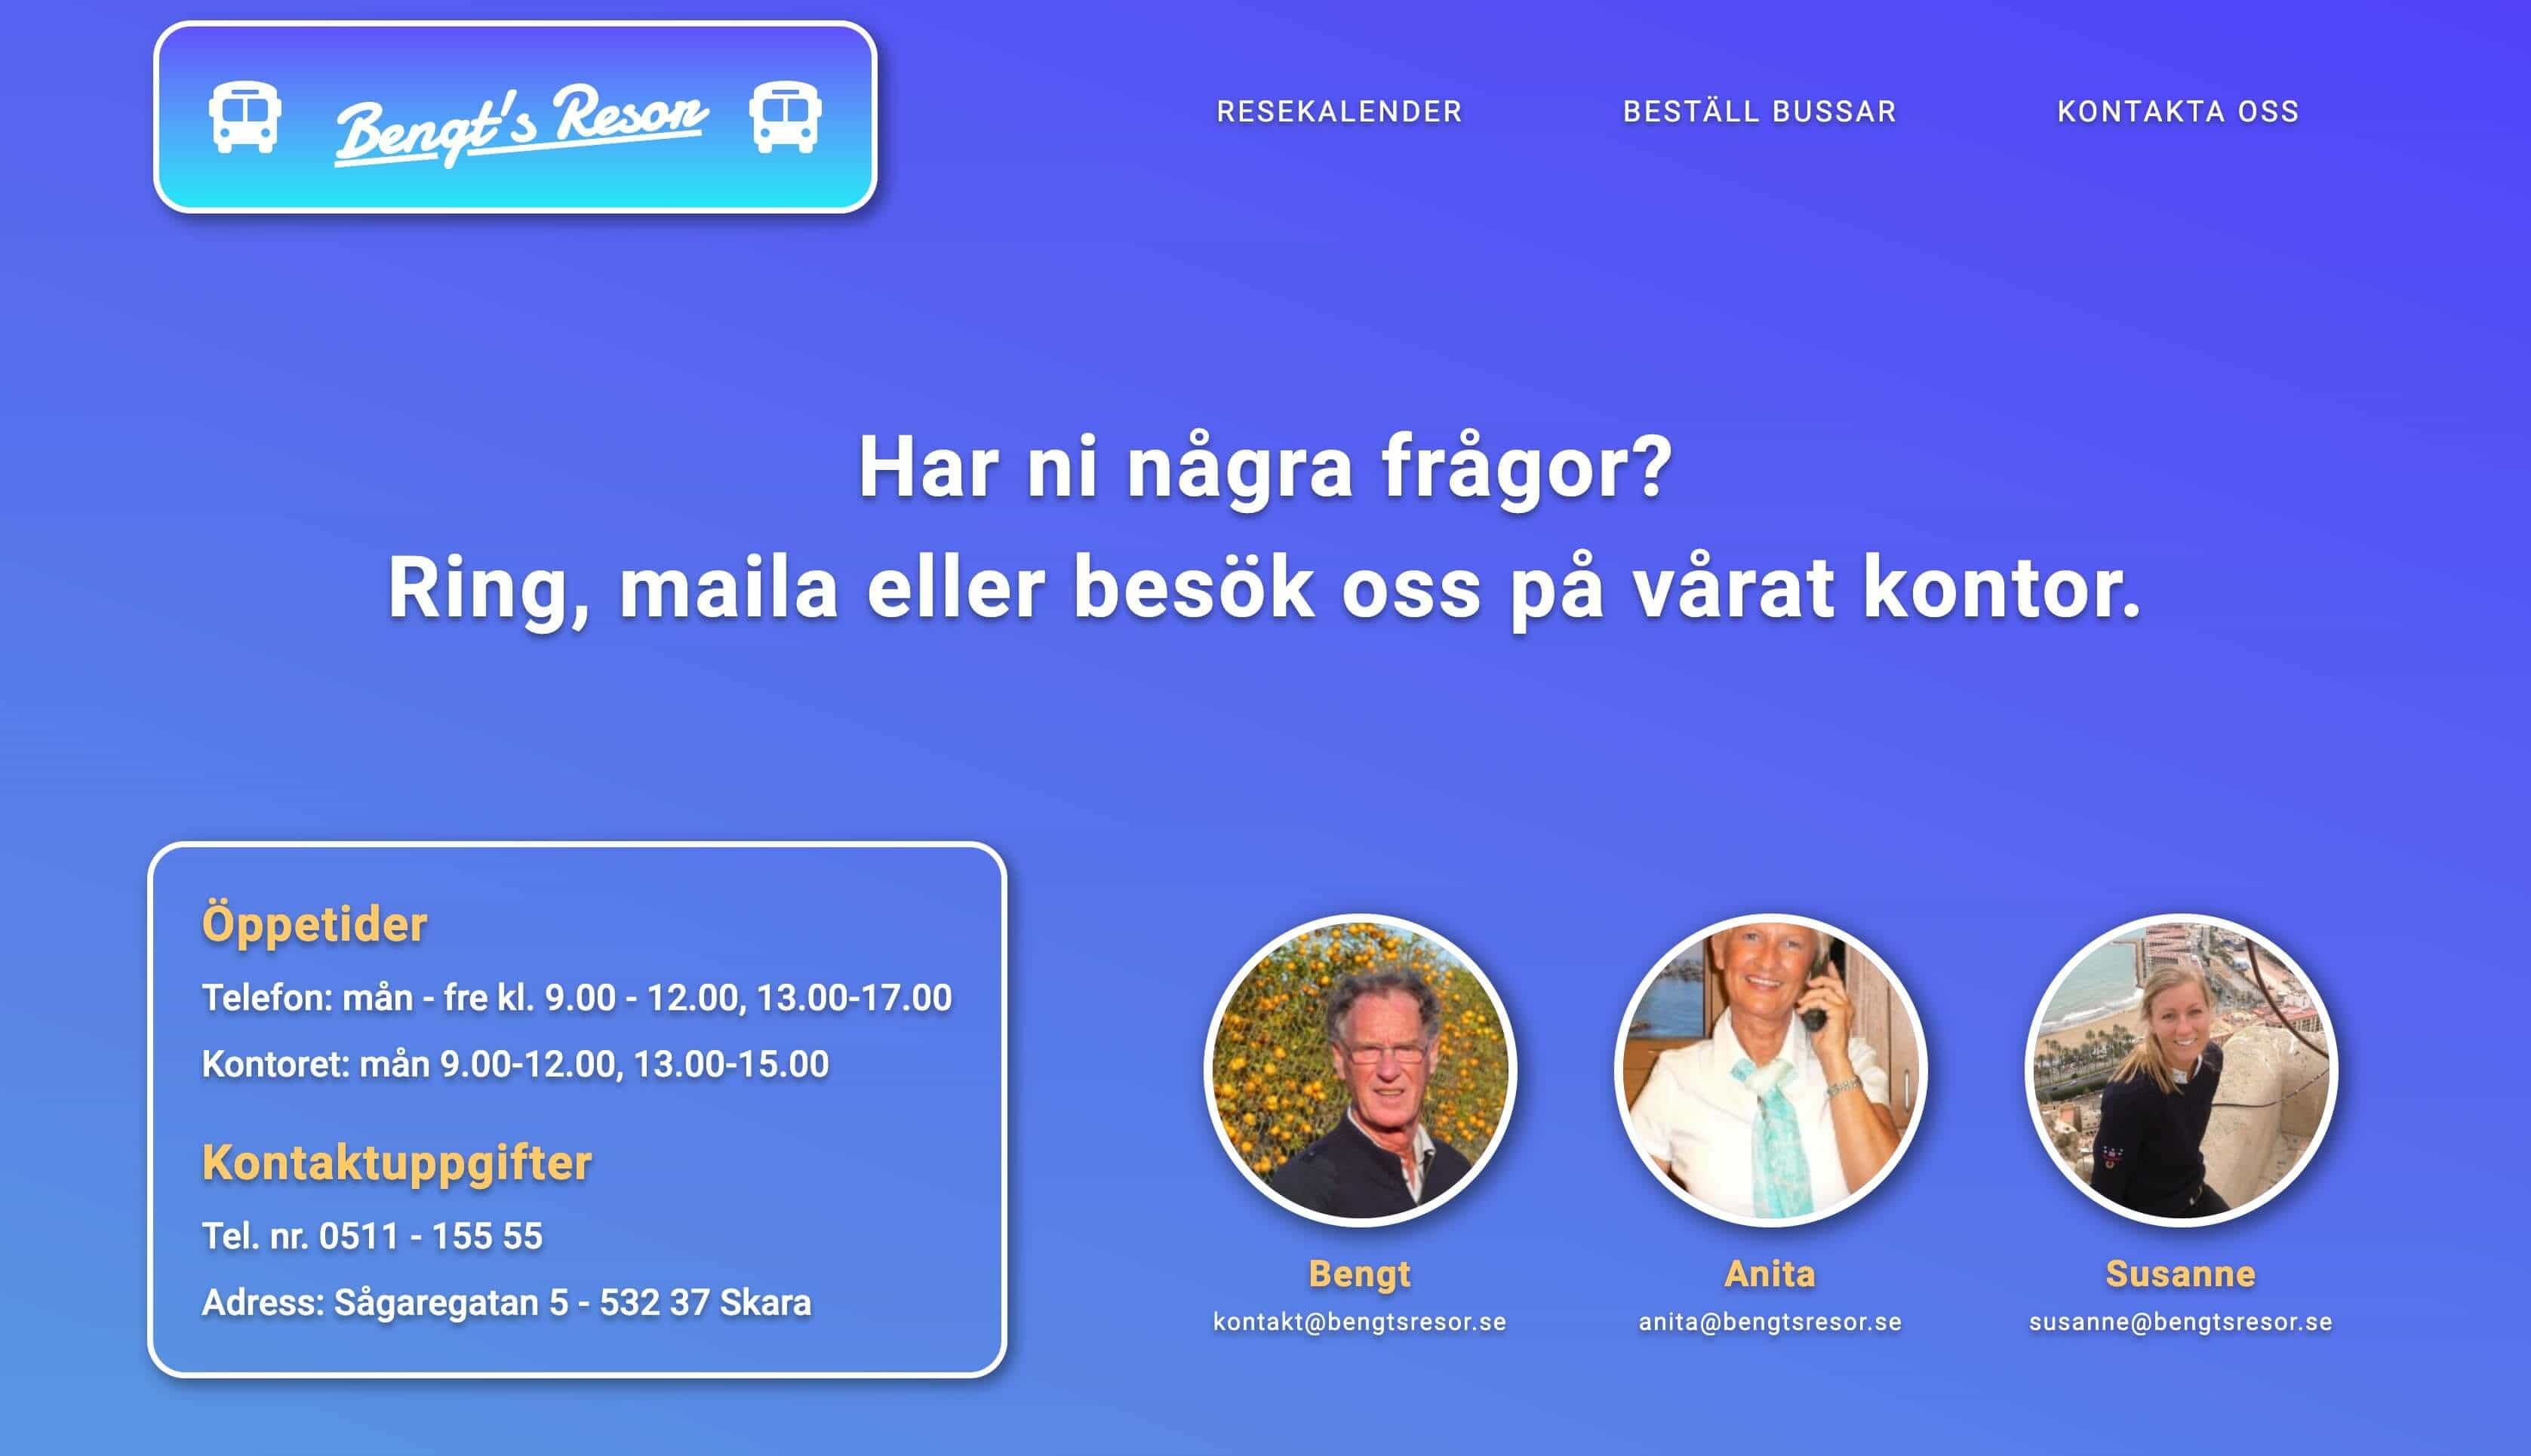 Bengt's Resor
RESEKALENDER
BESTÄLL BUSSAR
KONTAKTA OSS
Har ni några frågor?
Ring, maila eller besök oss på vårat kontor.
Öppetider
Telefon: mån - fre kl. 9.00 - 12.00, 13.00-17.00
Kontoret: mån 9.00-12.00, 13.00-15.00
Kontaktuppgifter
Tel. nr. 0511 - 155 55
Adress: Sågaregatan 5 - 532 37 Skara
Bengt
kontakt@bengtsresor.se
Anita
anita@bengtsresor.se
Susanne
susanne@bengtsresor.se